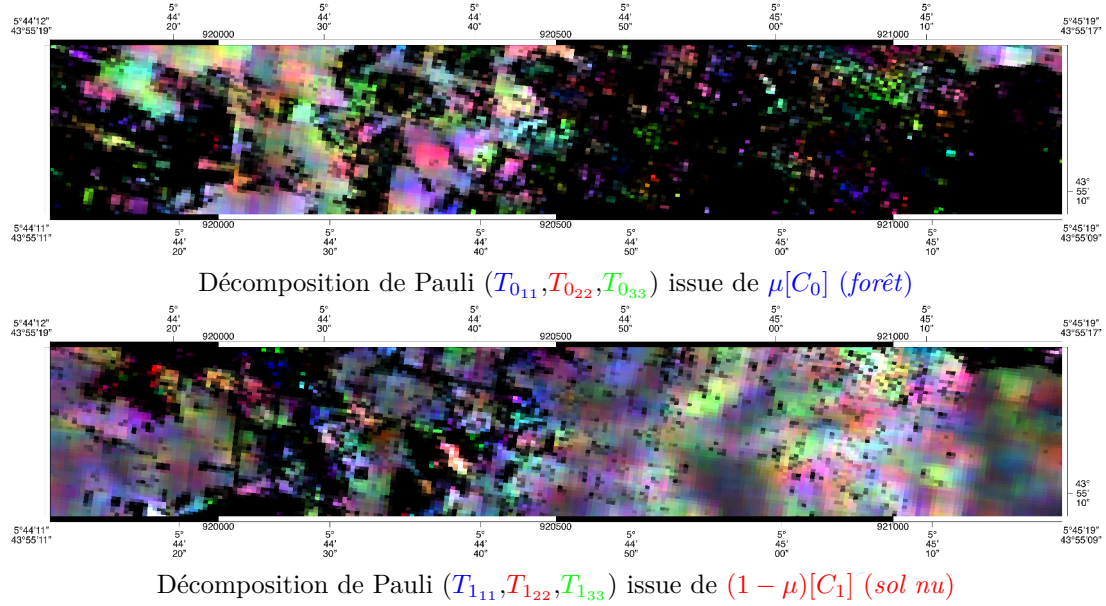 5°44'12" 5° 44' 20" 5° 44' 30" 5° 44' 40" 5° 44' 50" 5° 45' 00" 5° 45' 10" 5°45'19"
43°55'19" 920000 920500 921000 43°55'17"
43° 55' 10"
5°44'11" 920000 920500 921000 5°45'19"
43°55'11" 5° 44' 20" 5° 44' 30" 5° 44' 40" 5° 44' 50" 5° 45' 00" 5° 45' 10" 43°55'09"
Décomposition de Pauli (T₀₁₁,T₀₂₂,T₀₃₃) issue de μ[C₀] (forêt)
5°44'12" 5° 44' 20" 5° 44' 30" 5° 44' 40" 5° 44' 50" 5° 45' 00" 5° 45' 10" 5°45'19"
43°55'19" 920000 920500 921000 43°55'17"
43° 55' 10"
5°44'11" 920000 920500 921000 5°45'19"
43°55'11" 5° 44' 20" 5° 44' 30" 5° 44' 40" 5° 44' 50" 5° 45' 00" 5° 45' 10" 43°55'09"
Décomposition de Pauli (T₁₁₁,T₁₂₂,T₁₃₃) issue de (1 − μ)[C₁] (sol nu)